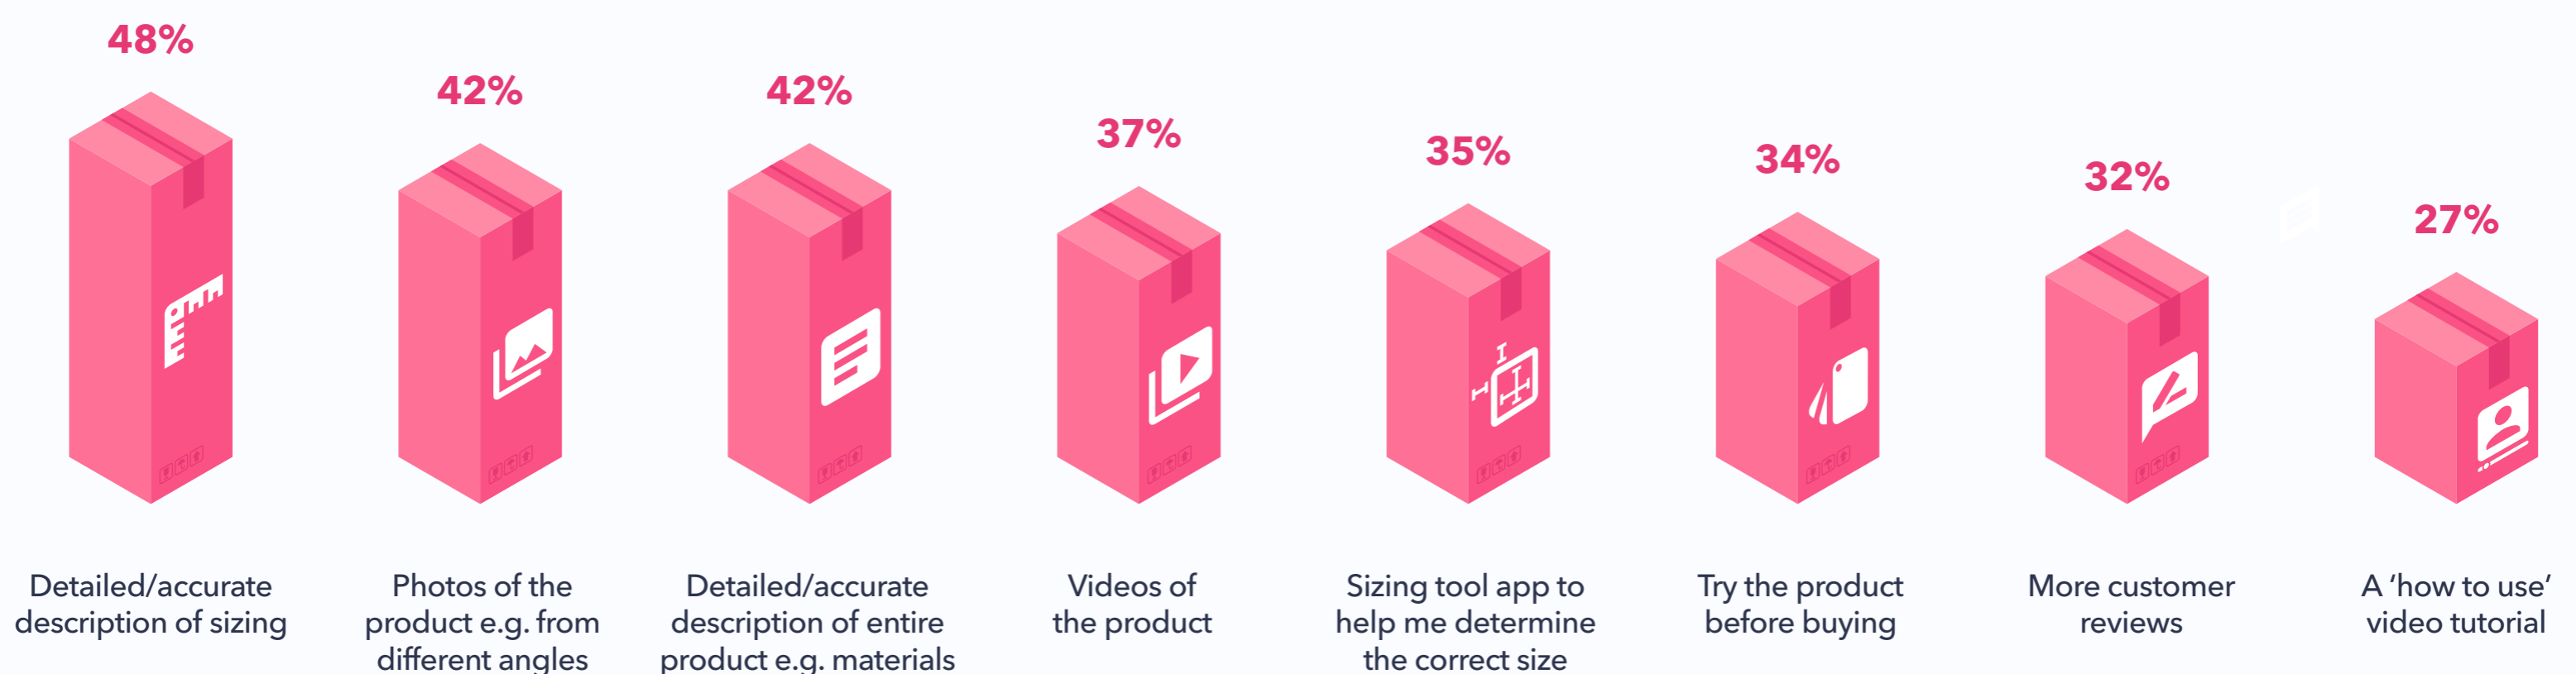 48%
42%
42%
37%
35%
34%
32%
27%
Detailed/accurate
description of sizing
Photos of the
product e.g. from
different angles
Detailed/accurate
description of entire
product e.g. materials
Videos of
the product
Sizing tool app to
help me determine
the correct size
Try the product
before buying
More customer
reviews
A ‘how to use’
video tutorial